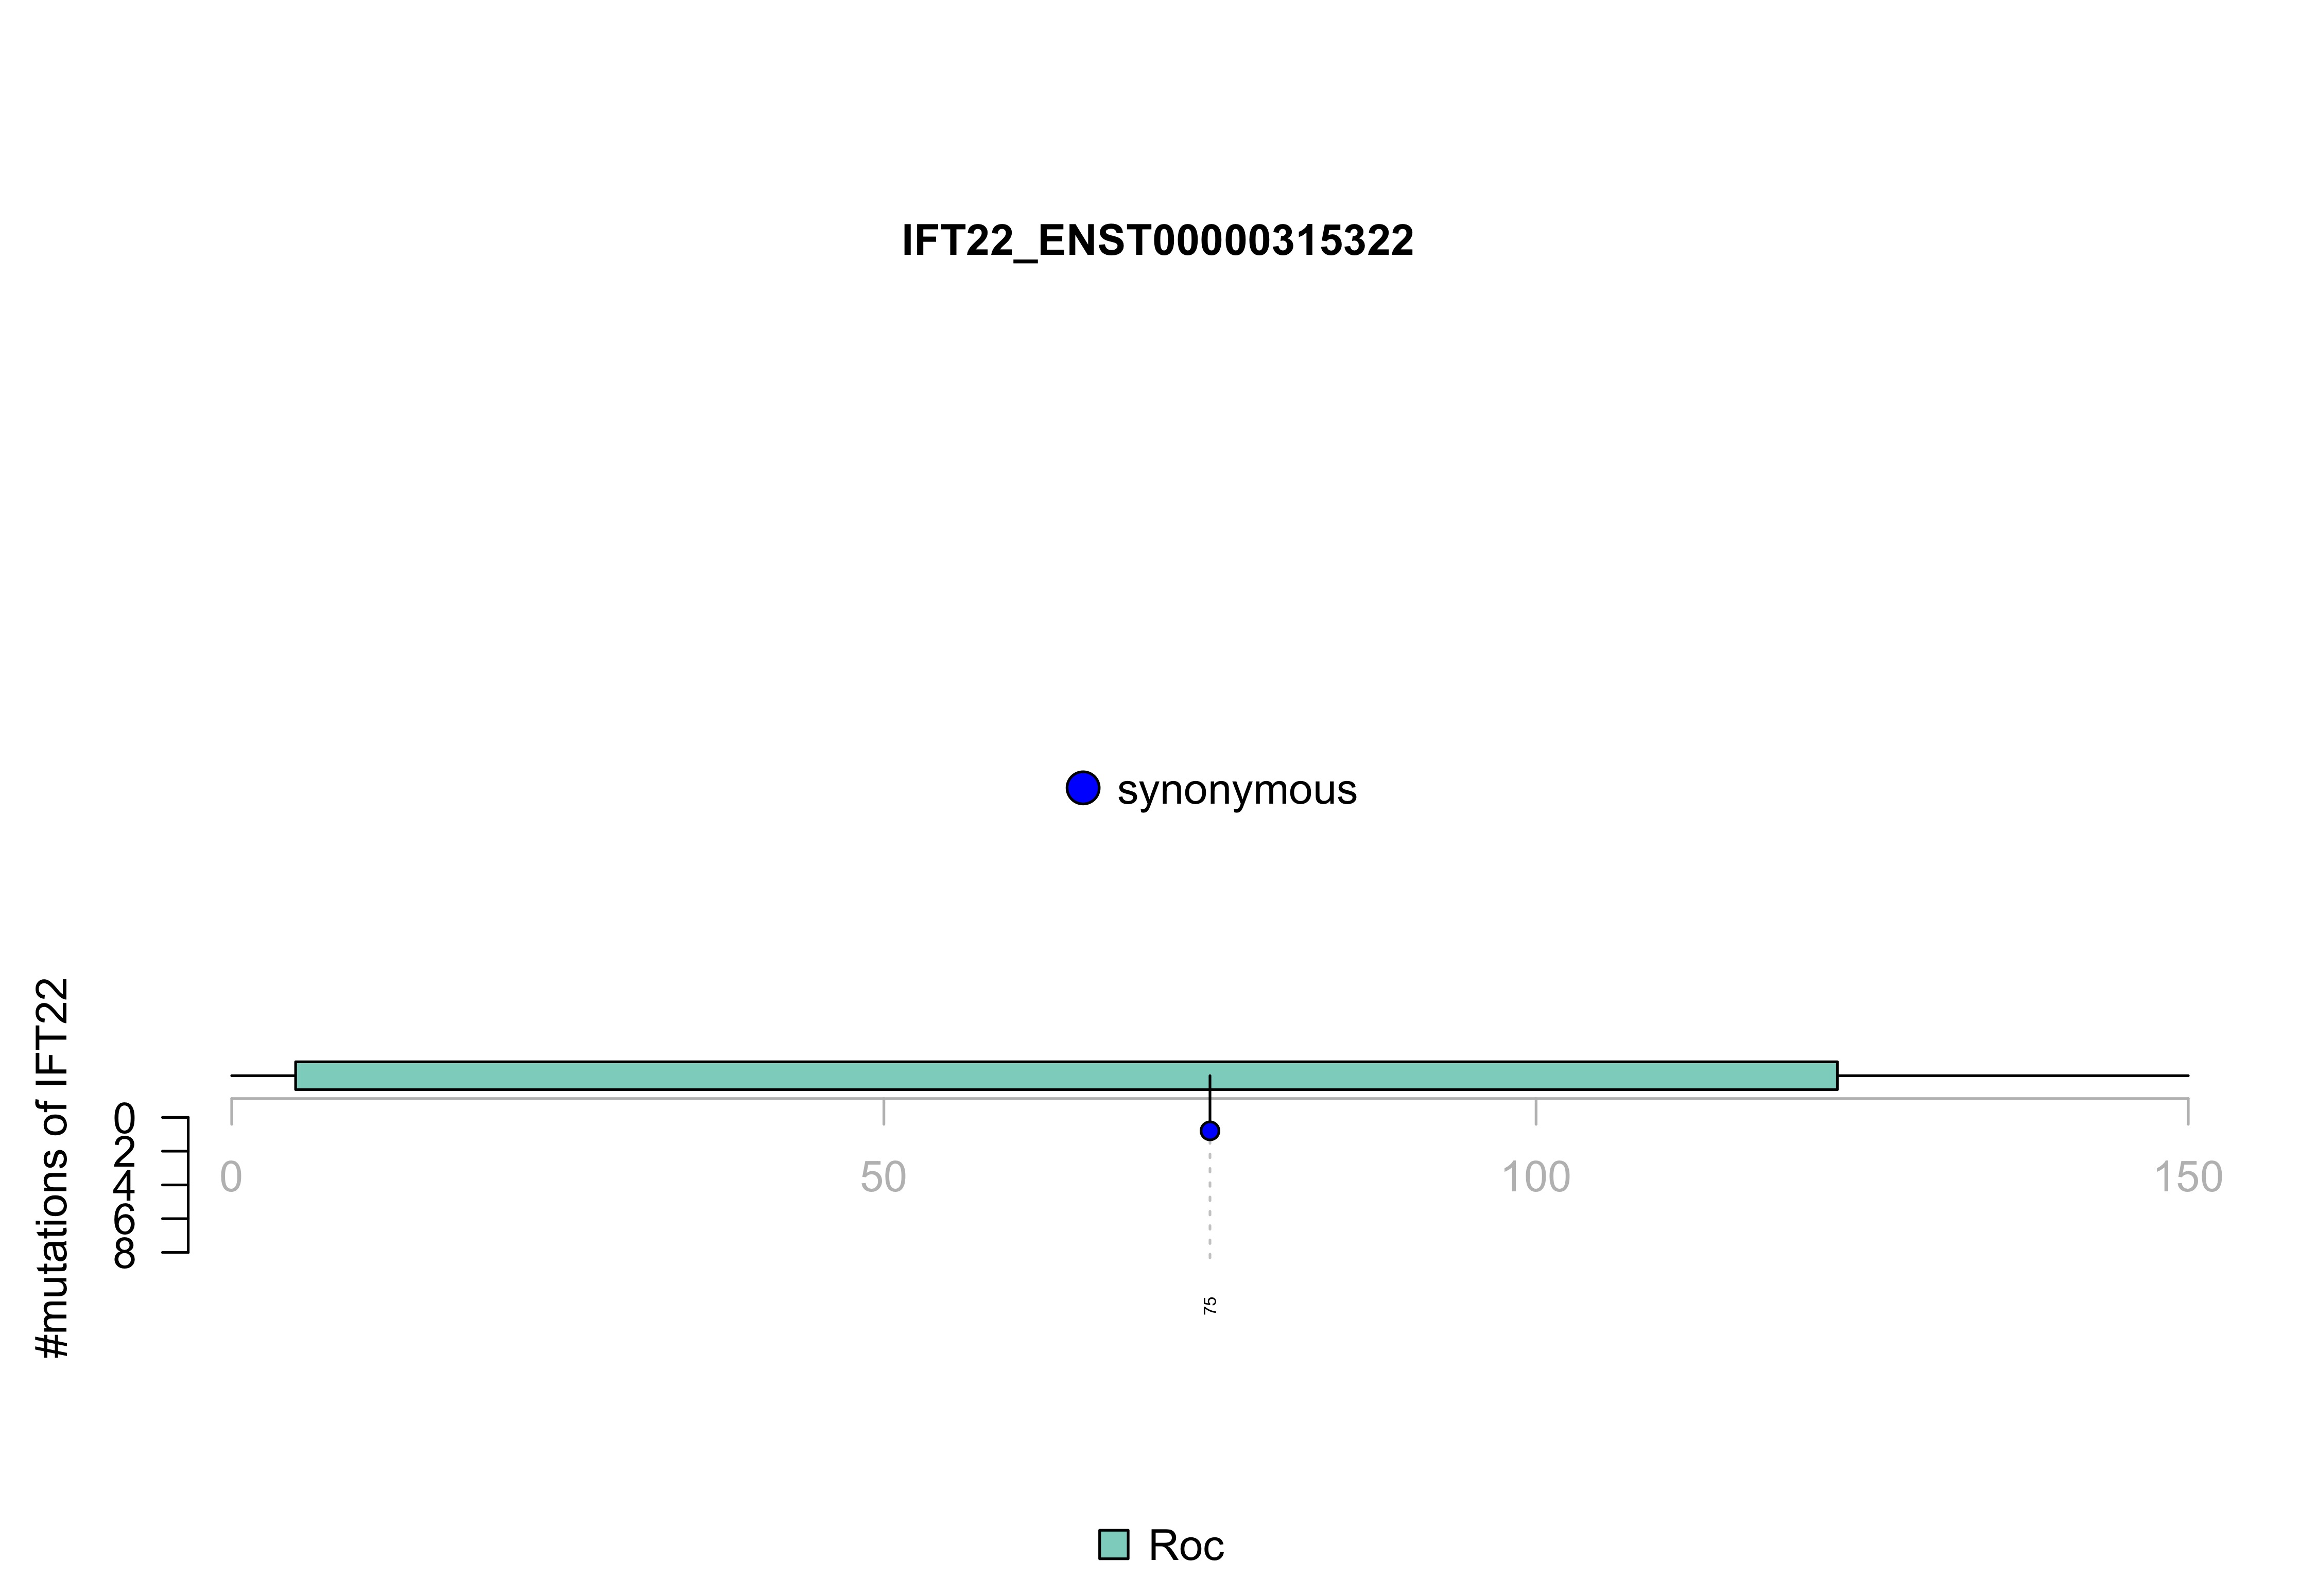 IFT22_ENST00000315322
synonymous
#mutations of IFT22
0
2
4
6
8
0
50
100
150
75
Roc